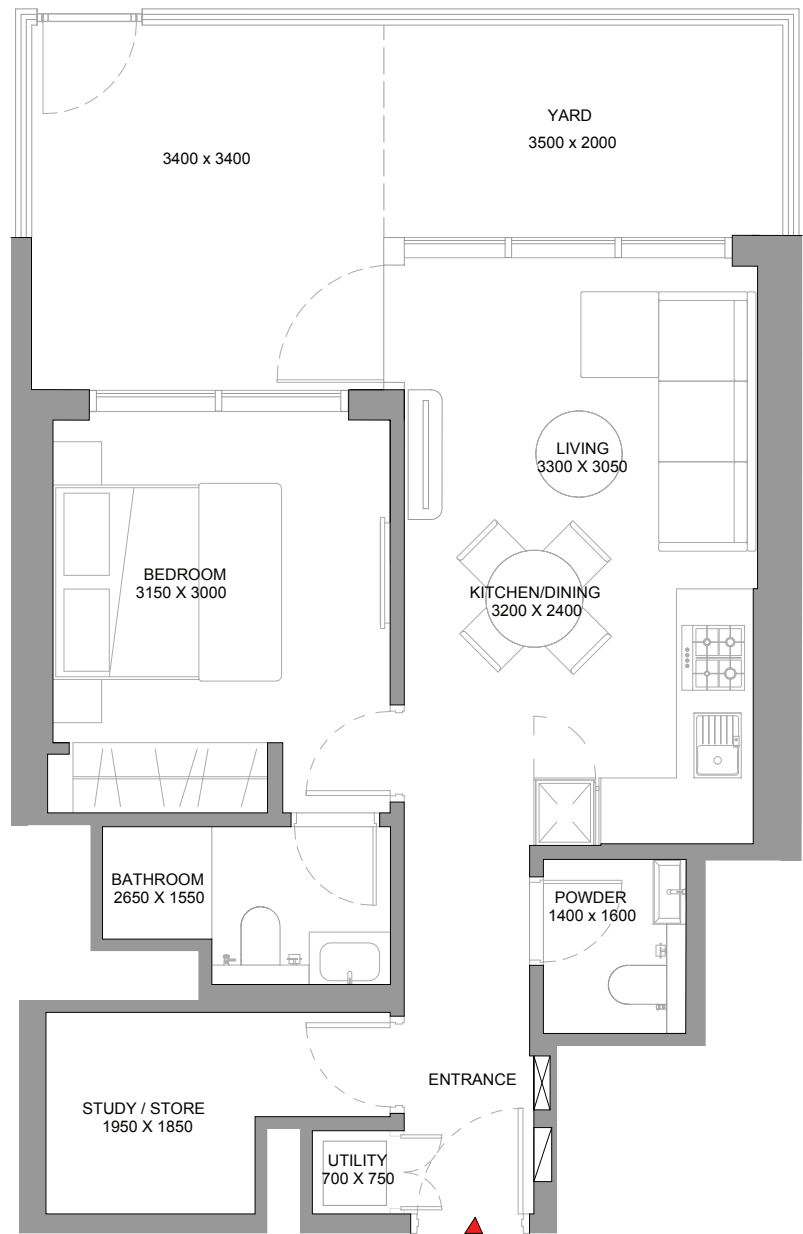 YARD
3500 x 2000
3400 x 3400
LIVING
3300 X 3050
BEDROOM
3150 X 3000
KITCHEN/DINING
3200 X 2400
BATHROOM
2650 X 1550
POWDER
1400 x 1600
ENTRANCE
STUDY / STORE
1950 X 1850
UTILITY
700 X 750